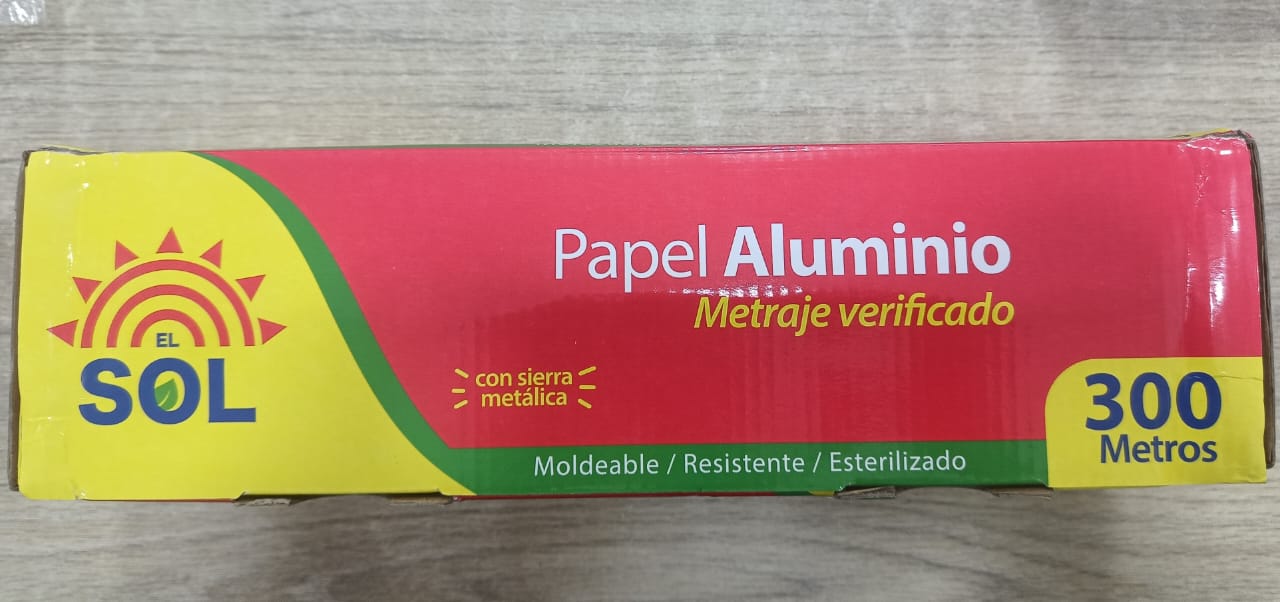 EL
SOL
Papel Aluminio
Metraje verificado
con sierra
metálica
Moldeable / Resistente / Esterilizado
300
Metros